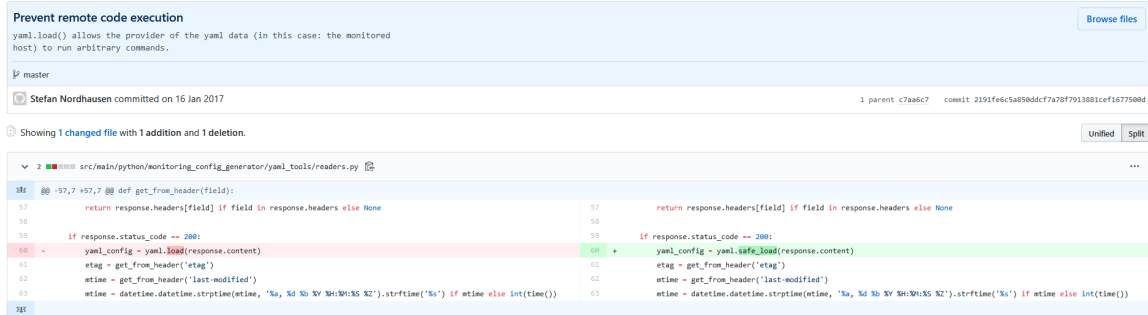 Prevent remote code execution
Browse files
yaml.load() allows the provider of the yaml data (in this case: the monitored
host) to run arbitrary commands.
master
Stefan Nordhausen committed on 16 Jan 2017
1 parent c7aa6c7 commit 2191fe6c5a850ddcf7a78f7913881cef1677500d
Showing 1 changed file with 1 addition and 1 deletion.
Unified Split
2 src/main/python/monitoring_config_generator/yaml_tools/readers.py
@@ -57,7 +57,7 @@ def get_from_header(field):
57 return response.headers[field] if field in response.headers else None
57 return response.headers[field] if field in response.headers else None
58
58
59 if response.status_code == 200:
59 if response.status_code == 200:
60 - yaml_config = yaml.load(response.content)
60 + yaml_config = yaml.safe_load(response.content)
61 etag = get_from_header('etag')
61 etag = get_from_header('etag')
62 mtime = get_from_header('last-modified')
62 mtime = get_from_header('last-modified')
63 mtime = datetime.datetime.strptime(mtime, '%a, %d %b %Y %H:%M:%S %Z').strftime('%s') if mtime else int(time())
63 mtime = datetime.datetime.strptime(mtime, '%a, %d %b %Y %H:%M:%S %Z').strftime('%s') if mtime else int(time())